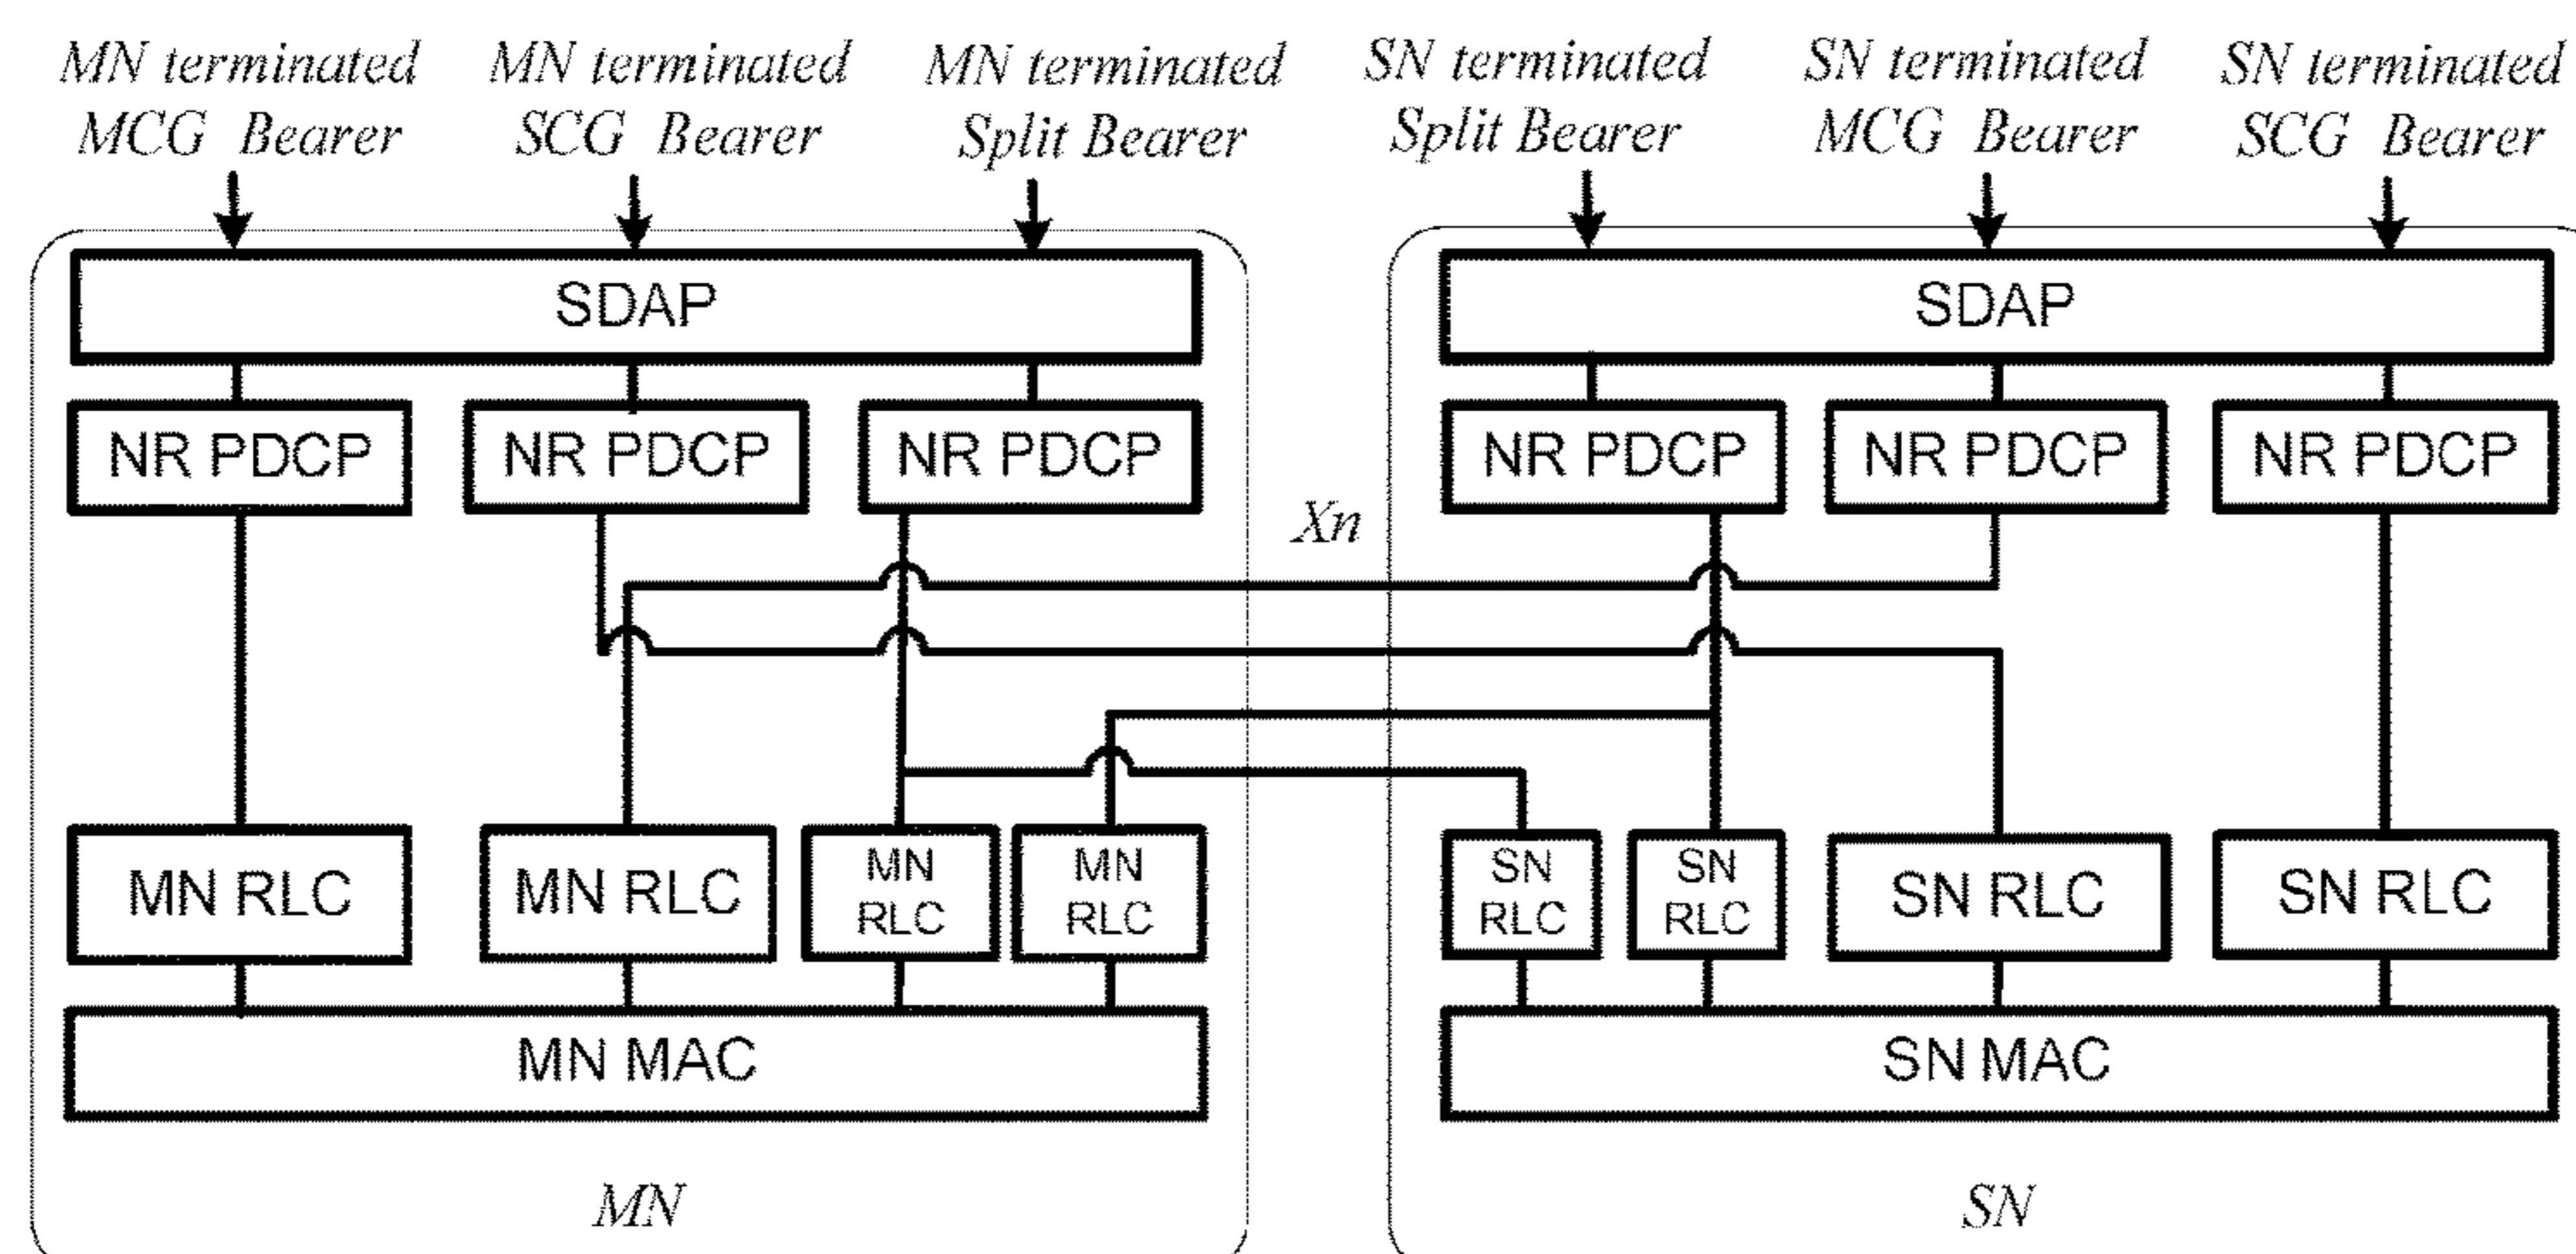 MN terminated
MCG Bearer
MN terminated
SCG Bearer
MN terminated
Split Bearer
SN terminated
Split Bearer
SN terminated
MCG Bearer
SN terminated
SCG Bearer
SDAP
SDAP
NR PDCP
NR PDCP
NR PDCP
NR PDCP
NR PDCP
NR PDCP
Xn
MN RLC
MN RLC
MN
RLC
MN
RLC
SN
RLC
SN
RLC
SN RLC
SN RLC
MN MAC
SN MAC
MN
SN